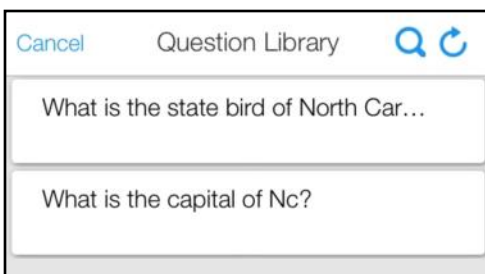 Cancel Question Library
What is the state bird of North Car...
What is the capital of Nc?